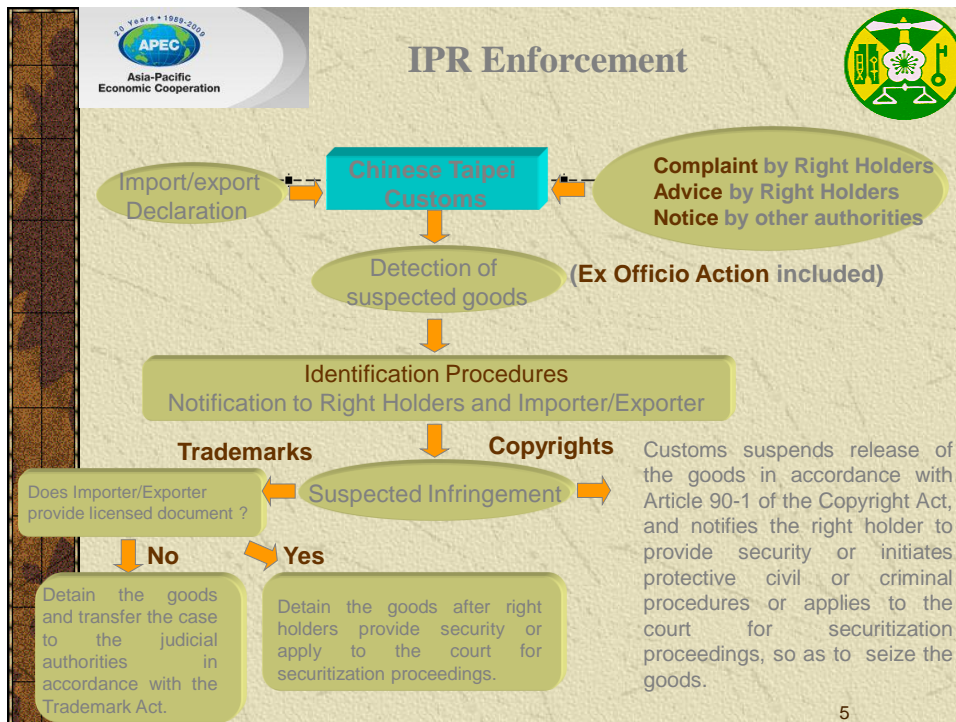 20 Years • 1989-2009
APEC
Asia-Pacific
Economic Cooperation
IPR Enforcement
Import/export
Declaration
Chinese Taipei
Customs
Complaint by Right Holders
Advice by Right Holders
Notice by other authorities
Detection of
suspected goods
(Ex Officio Action included)
Identification Procedures
Notification to Right Holders and Importer/Exporter
Trademarks
Copyrights
Suspected Infringement
Does Importer/Exporter
provide licensed document ?
No
Yes
Detain the goods
and transfer the case
to the judicial
authorities in
accordance with the
Trademark Act.
Detain the goods after right
holders provide security or
apply to the court for
securitization proceedings.
Customs suspends release of
the goods in accordance with
Article 90-1 of the Copyright Act,
and notifies the right holder to
provide security or initiates
protective civil or criminal
procedures or applies to the
court for securitization
proceedings, so as to seize the
goods.
5